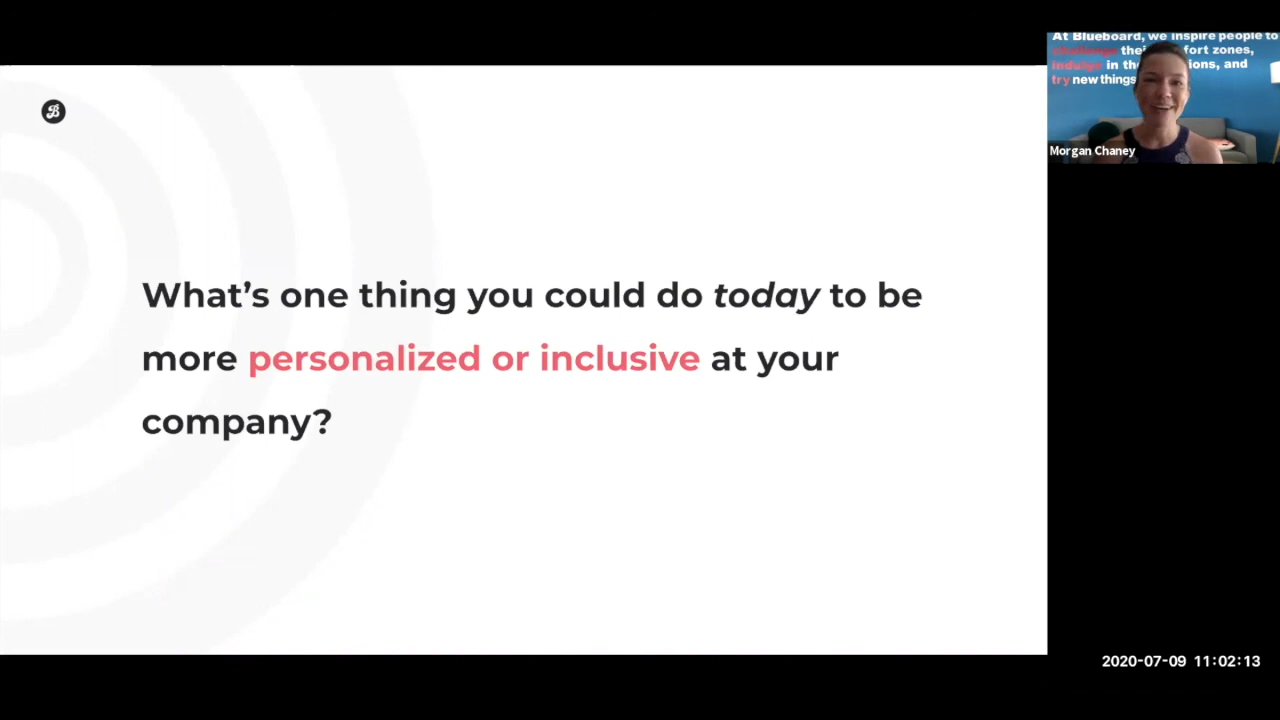 At Blueboard, we inspire people to
challenge fort zones,
indulge in ions, and
try new things
Morgan Chaney
B
What's one thing you could do today to be
more personalized or inclusive at your
company?
2020-07-09 11:02:13